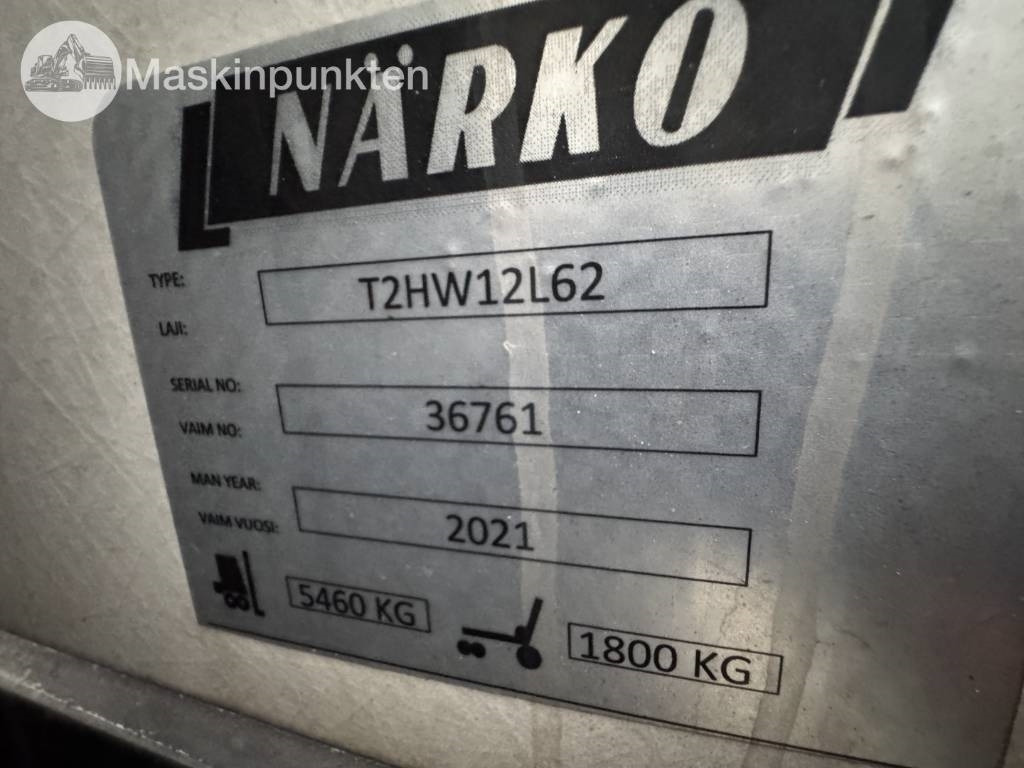 Maskinpunkten
NÄRKO
TYPE:
LAJI:
T2HW12L62
SERIAL NO:
VAIM NO:
36761
MAN YEAR:
VAIM VUOSI:
2021
5460 KG
1800 KG